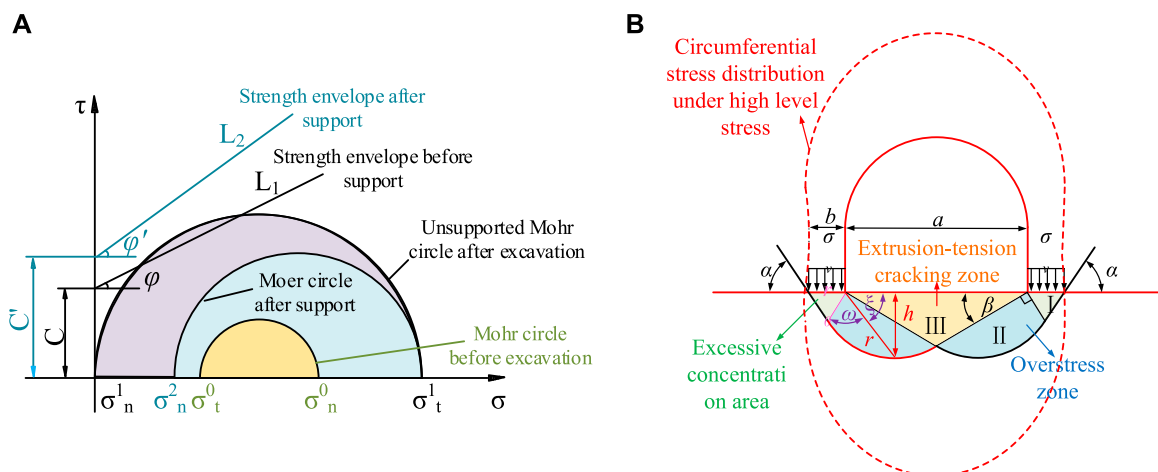 A
τ
Strength envelope after
support
L2
Strength envelope before
support
L1
φ'
φ
Unsupported Mohr
circle after excavation
Moer circle
after support
C'
C
Mohr circle
before excavation
σ¹n
σ²n
σ⁰t
σ⁰n
σ¹t
σ
B
Circumferential
stress distribution
under high level
stress
b
a
σ
σ
Extrusion-tension
cracking zone
α
α
ξ
β
ω
h
r
III
II
I
Excessive
concentrati
on area
Overstress
zone